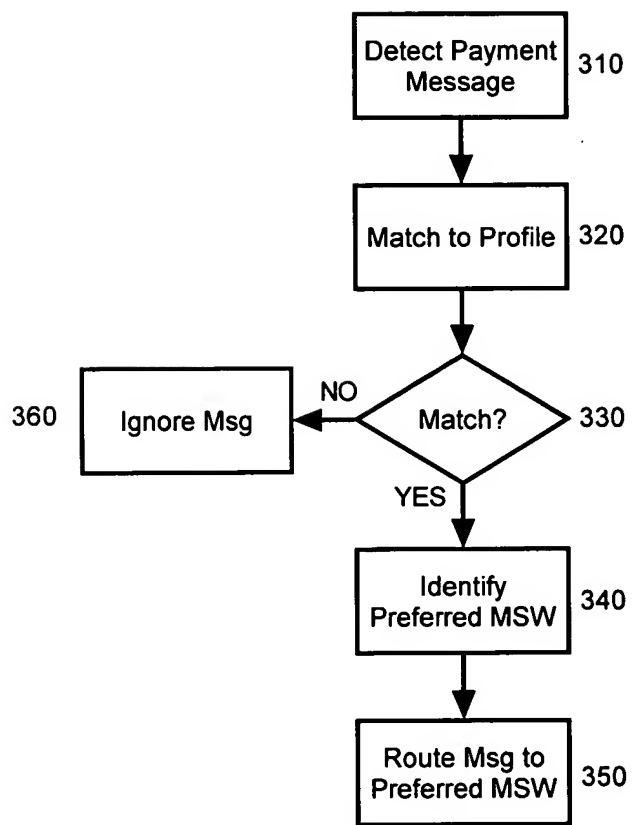 Detect Payment
Message
310
Match to Profile
320
NO
360
Ignore Msg
Match?
330
YES
Identify
Preferred MSW
340
Route Msg to
Preferred MSW
350